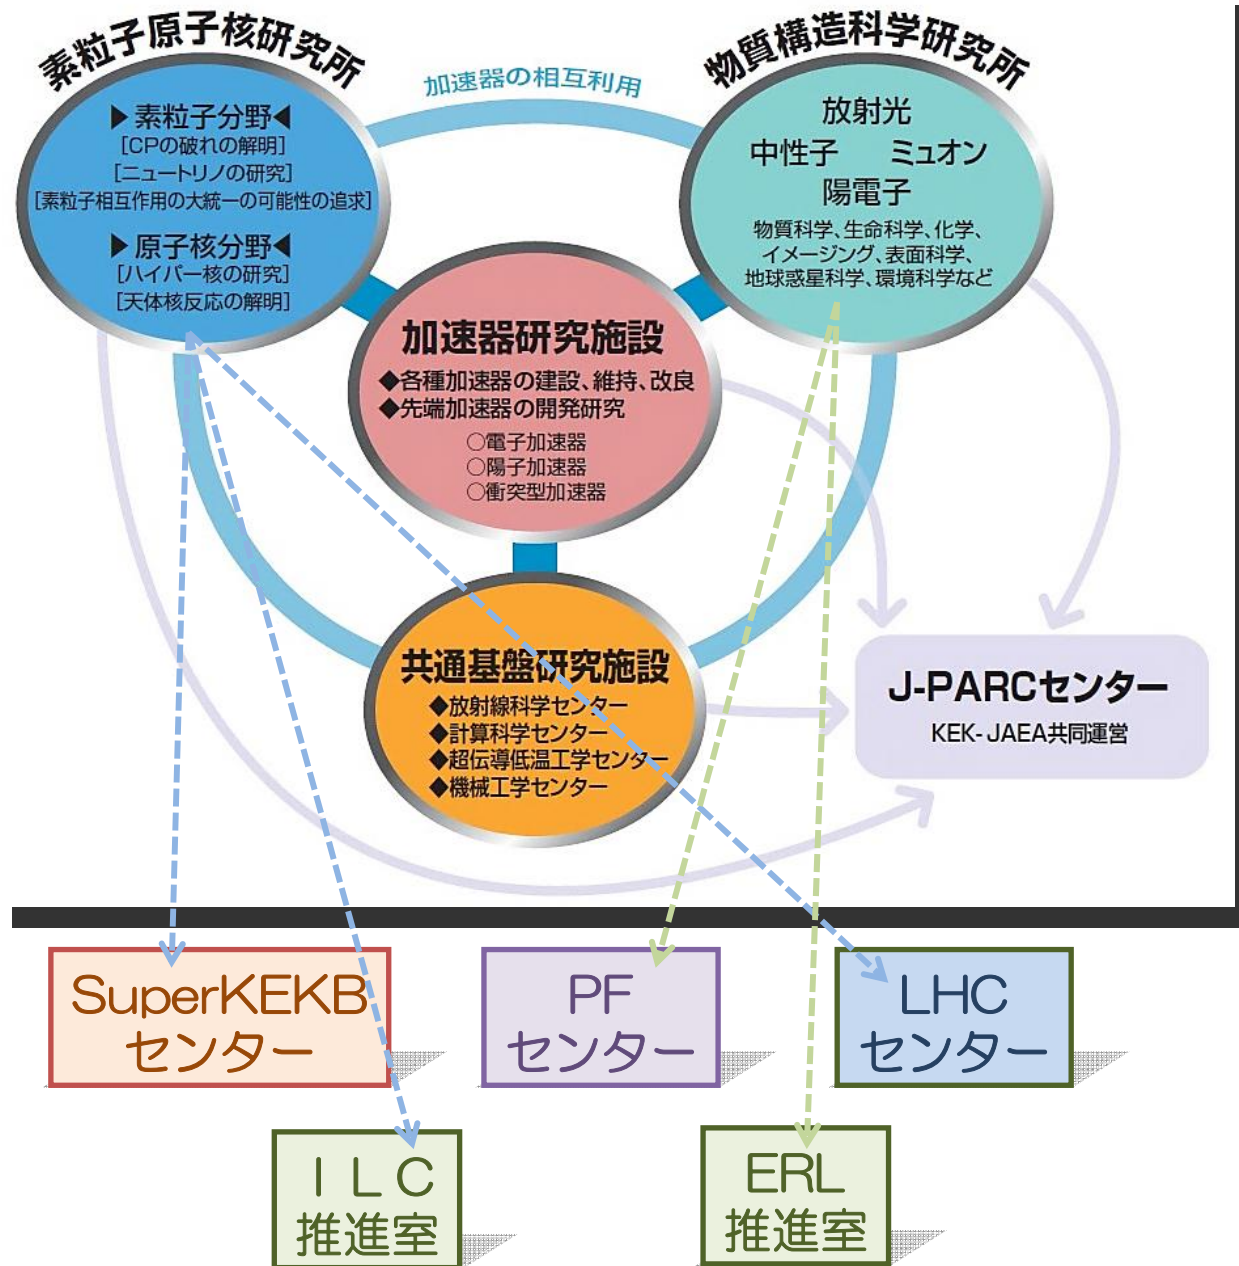 素粒子原子核研究所
▶素粒子分野◀
[CPの破れの解明]
[ニュートリノの研究]
[素粒子相互作用の大統一の可能性の追求]
▶原子核分野◀
[ハイパー核の研究]
[天体核反応の解明]
加速器の相互利用
物質構造科学研究所
放射光
中性子 ミュオン
陽電子
物質科学、生命科学、化学、
イメージング、表面科学、
地球惑星科学、環境科学など
加速器研究施設
◆各種加速器の建設、維持、改良
◆先端加速器の開発研究
○電子加速器
○陽子加速器
○衝突型加速器
共通基盤研究施設
◆放射線科学センター
◆計算科学センター
◆超伝導低温工学センター
◆機械工学センター
J-PARCセンター
KEK-JAEA共同運営
SuperKEKB
センター
PF
センター
LHC
センター
ILC
推進室
ERL
推進室